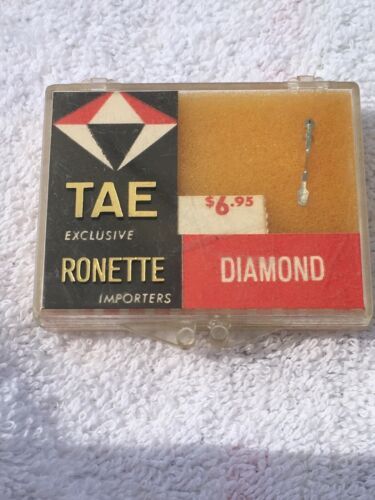 TAE
EXCLUSIVE
RONETTE
IMPORTERS
$6.95
DIAMOND